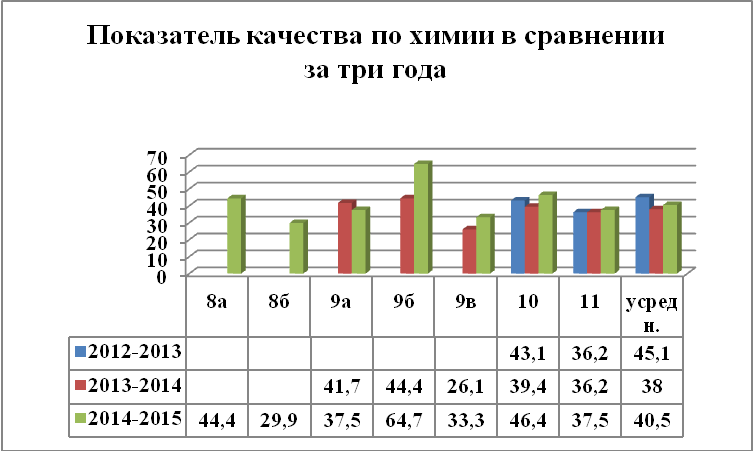 Показатель качества по химии в сравнении
за три года
70
60
50
40
30
20
10
0
8а 8б 9а 9б 9в 10 11 усред
н.
2012-2013 43,1 36,2 45,1
2013-2014 41,7 44,4 26,1 39,4 36,2 38
2014-2015 44,4 29,9 37,5 64,7 33,3 46,4 37,5 40,5